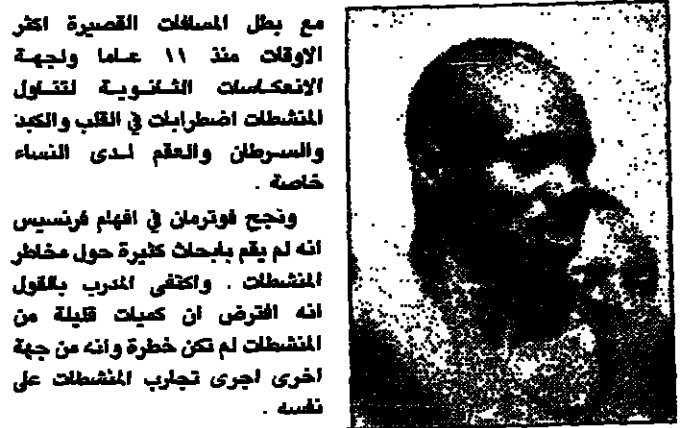 مع بطل المسافات القصيرة اكثر
الاوقات منذ ١١ عاما ولجهة
الانعكاسات الثانوية لتناول
المنشطات اضطرابات في القلب والكبد
والسرطان والعقم لدى النساء
خاصة .
ونجح فوترمان في افهام فرنسيس
انه لم يقم بابحاث كثيرة حول مخاطر
المنشطات . واكتفى المدرب بالقول
انه افترض ان كميات قليلة من
المنشطات لم تكن خطرة وانه من جهة
اخرى اجرى تجارب المنشطات على
نفسه .